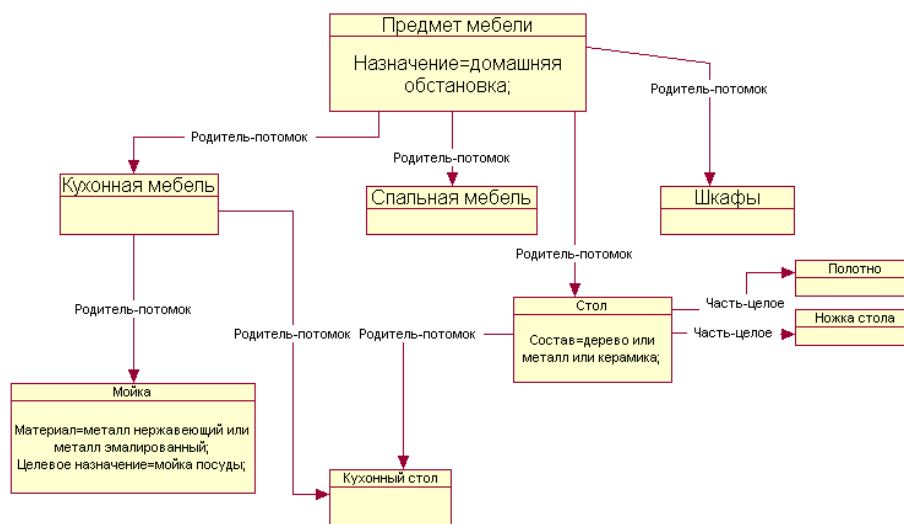 Предмет мебели
Назначение=домашняя
обстановка;
Родитель-потомок
Родитель-потомок
Родитель-потомок
Кухонная мебель
Спальная мебель
Шкафы
Родитель-потомок
Полотно
Родитель-потомок
Стол
Часть-целое
Ножка стола
Родитель-потомок
Родитель-потомок
Состав=дерево или
металл или керамика;
Часть-целое
Мойка
Материал=металл нержавеющий или
металл эмалированный;
Целевое назначение=мойка посуды;
Кухонный стол